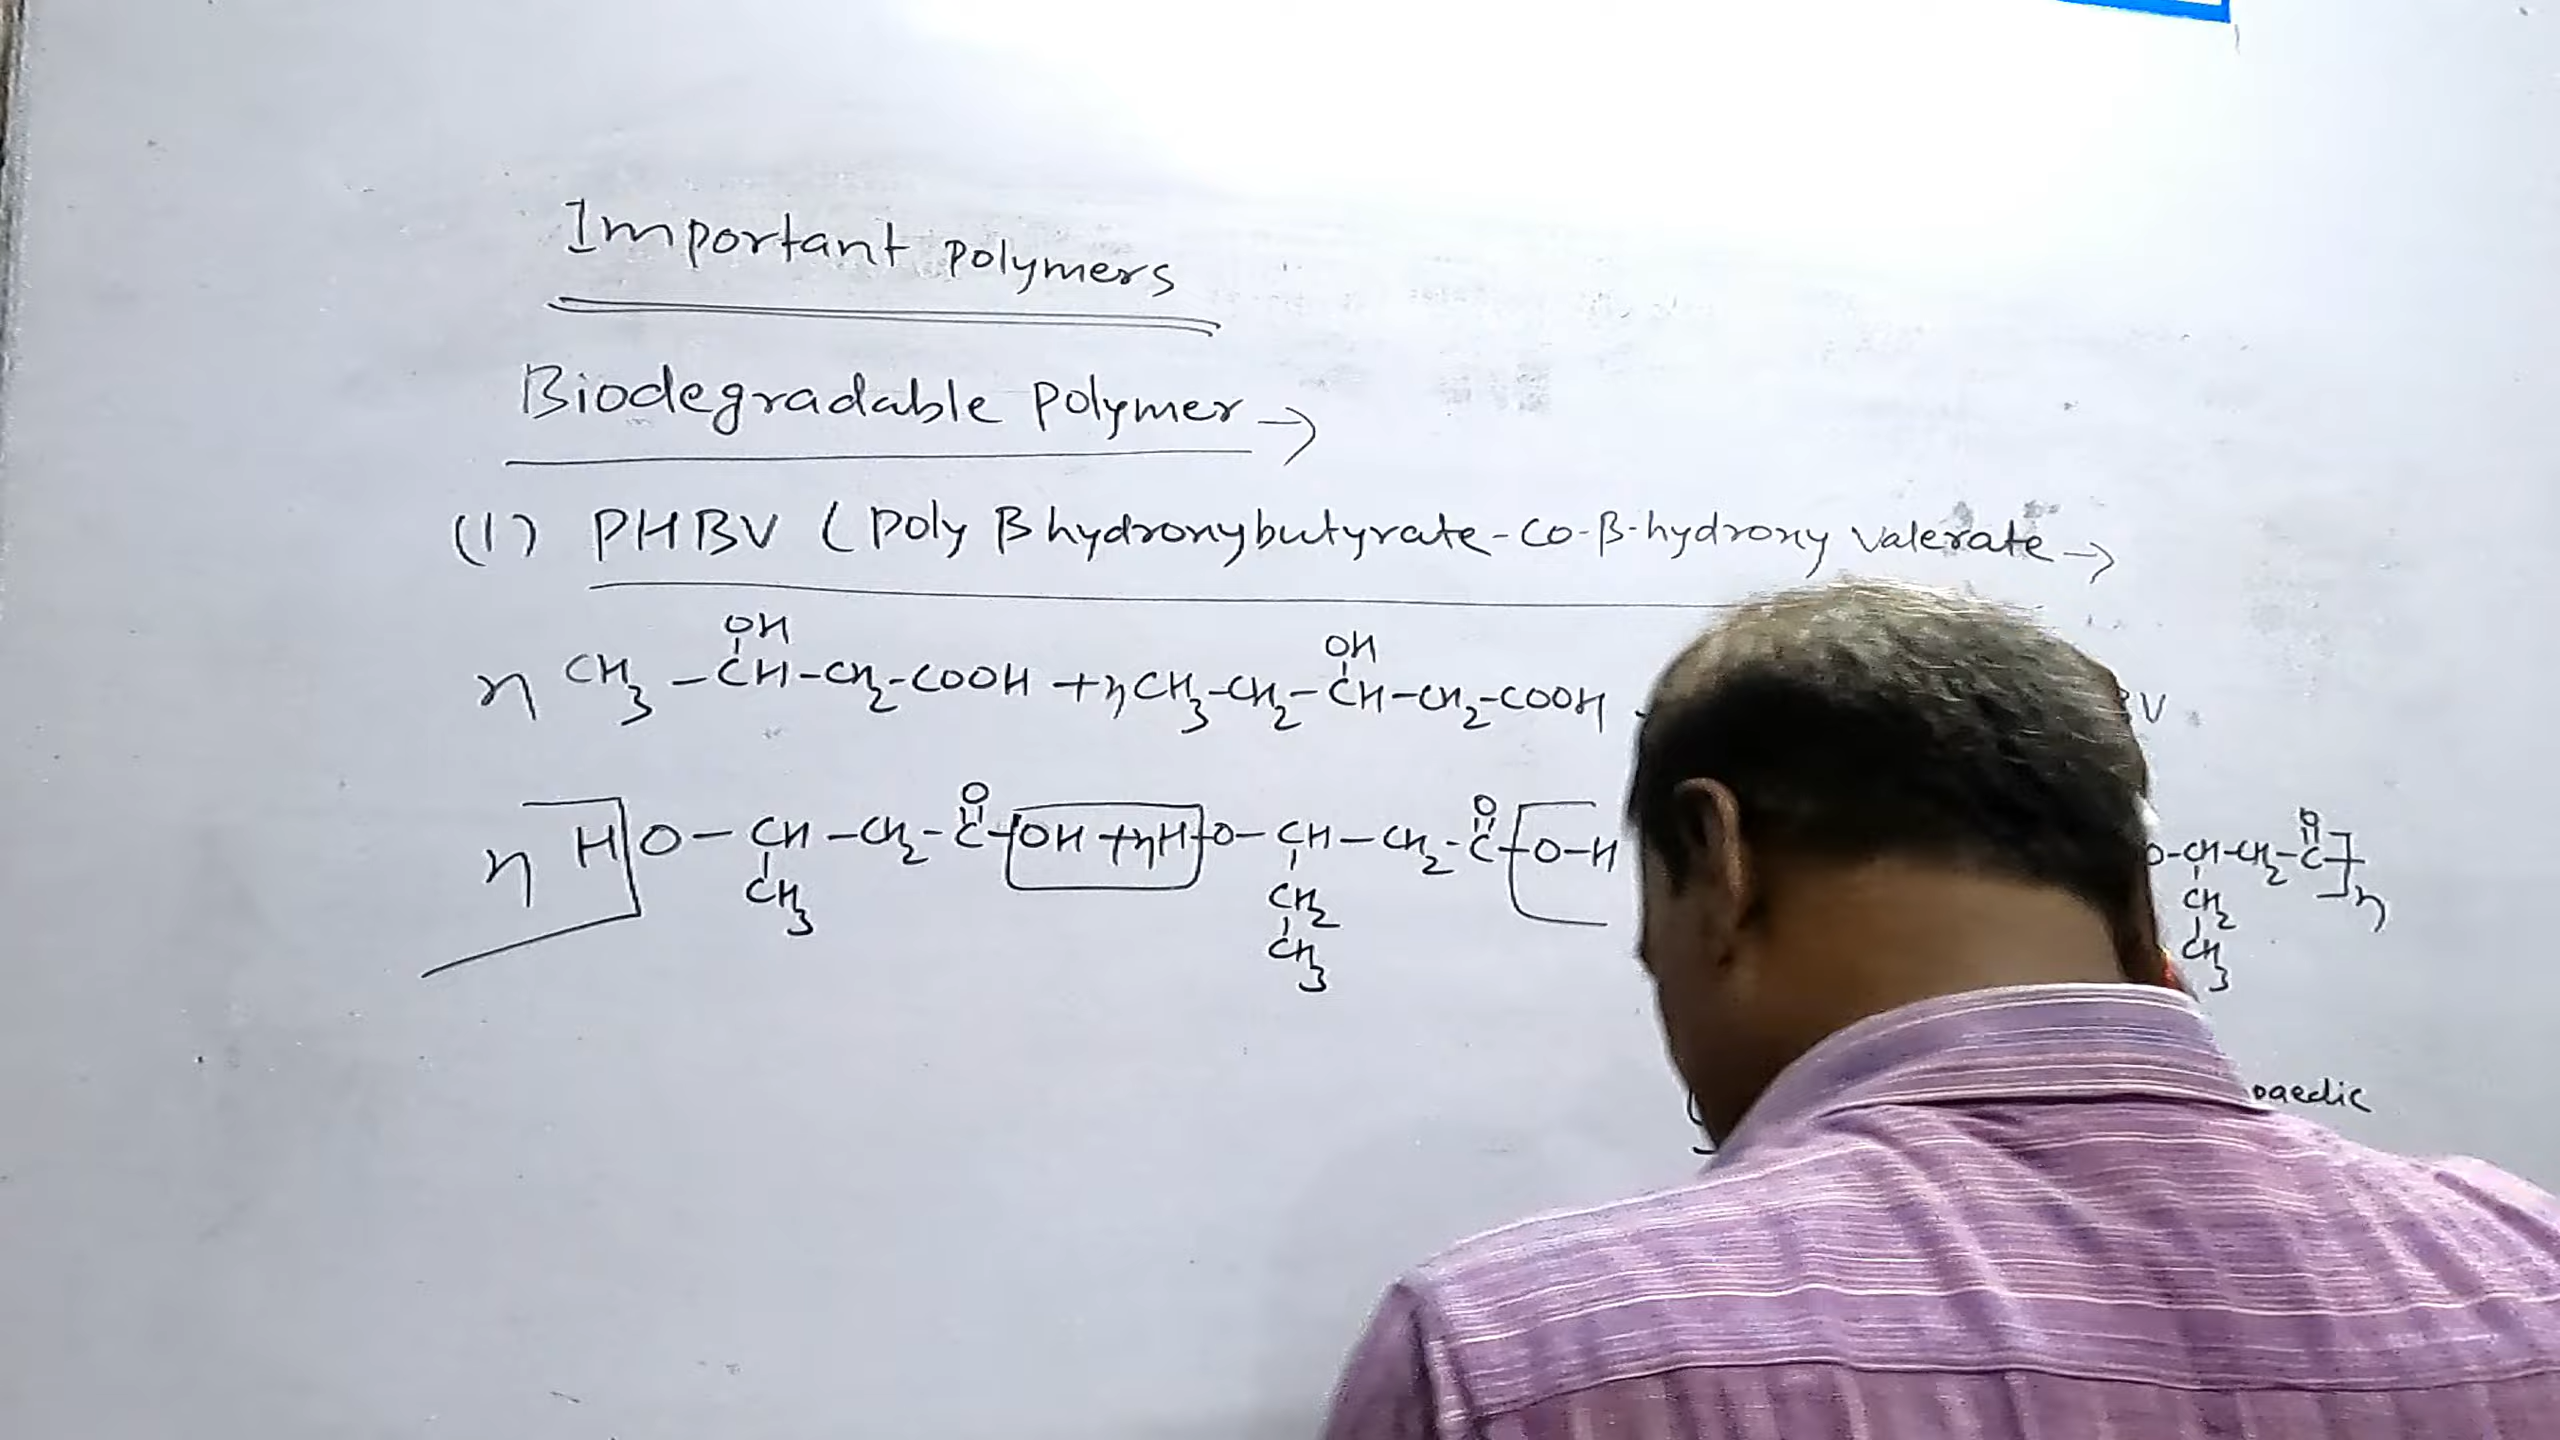 Important polymers
Biodegradable polymer →
(1) PHBV ( poly β hydroxybutyrate-co-β-hydroxy valerate →
n CH₃-CH(OH)-CH₂-COOH + n CH₃-CH₂-CH(OH)-CH₂-COOH
n H O-CH(CH₃)-CH₂-C(=O)-OH + n H-O-CH(CH₂-CH₃)-CH₂-C(=O)-O-H
O-CH(CH₂-CH₃)-CH₂-C(=O)-]n